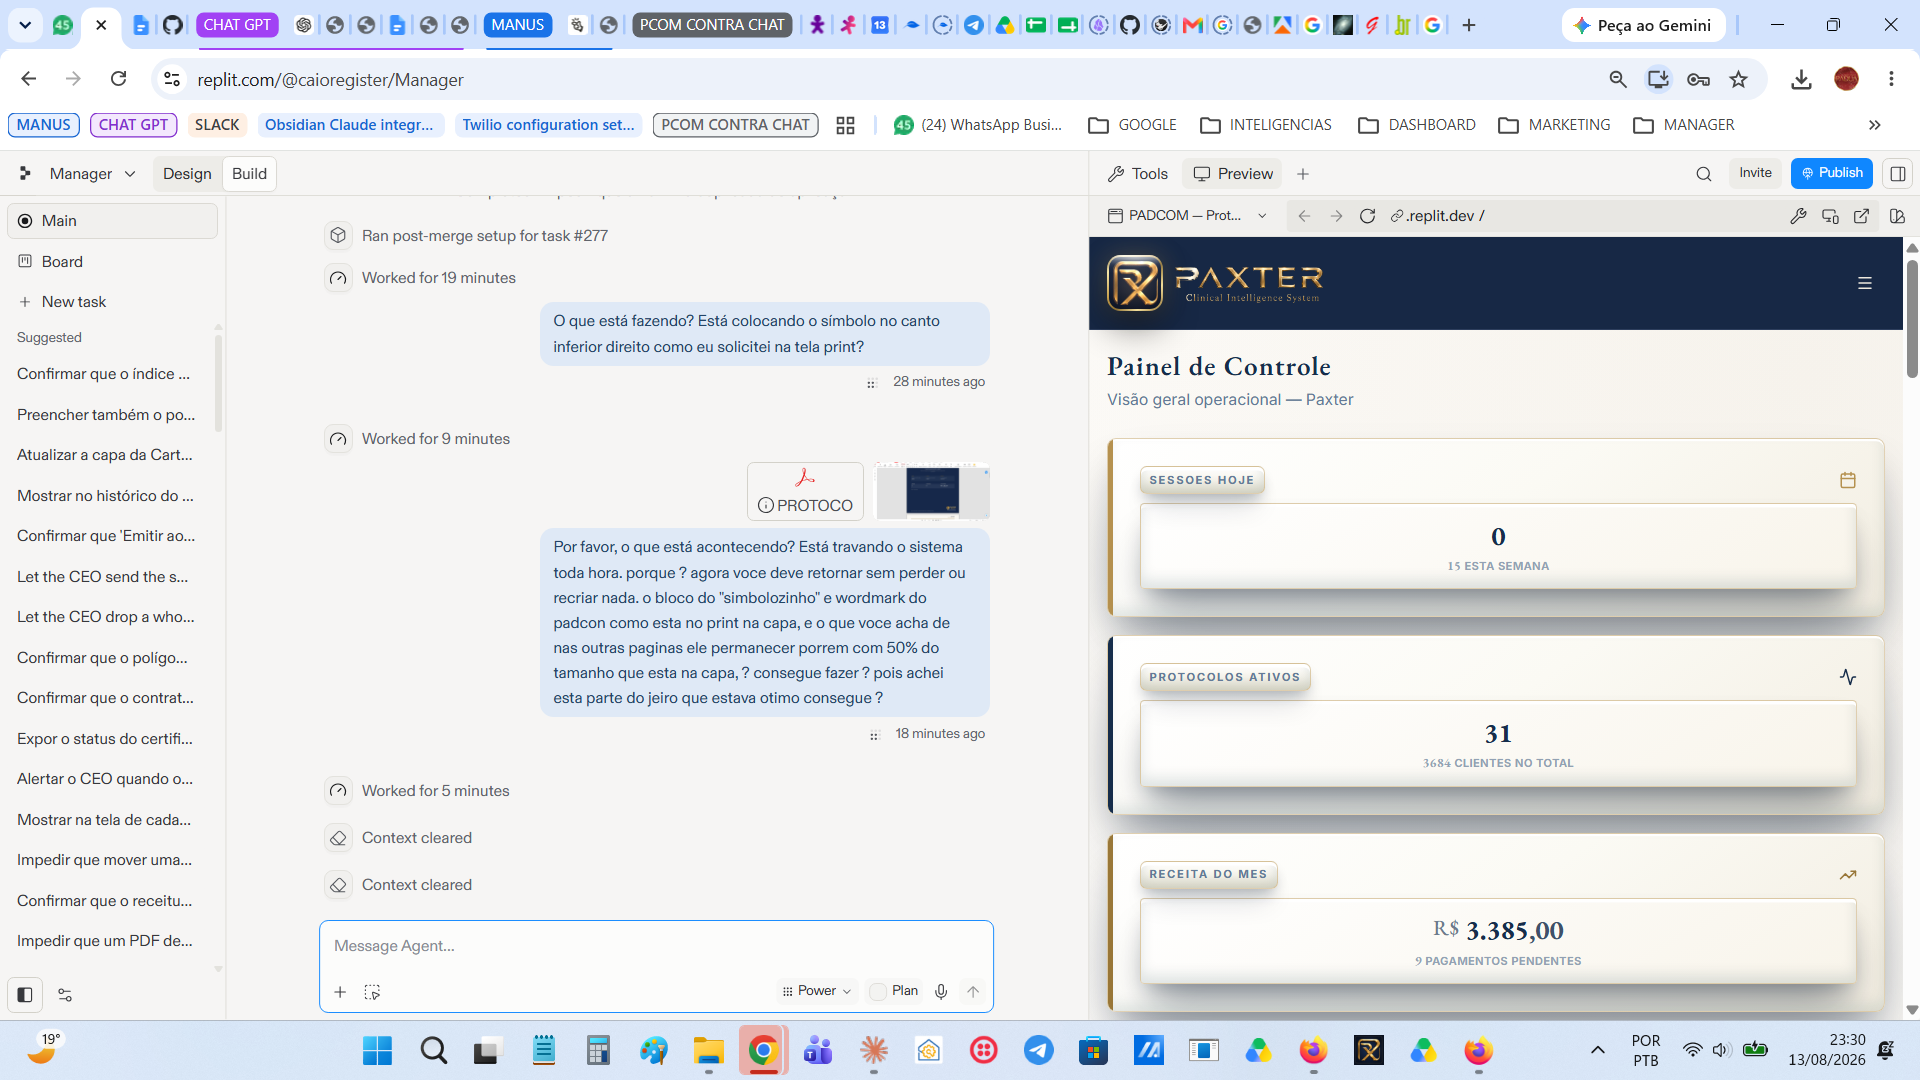 CHAT GPT
MANUS
PCOM CONTRA CHAT
13
Peça ao Gemini
replit.com/@caioregister/Manager
MANUS
CHAT GPT
SLACK
Obsidian Claude integr...
Twilio configuration set...
PCOM CONTRA CHAT
45
(24) WhatsApp Busi...
GOOGLE
INTELIGENCIAS
DASHBOARD
MARKETING
MANAGER
Manager
Design
Build
Tools
Preview
Invite
Publish
Main
Board
New task
Suggested
Confirmar que o índice ...
Preencher também o po...
Atualizar a capa da Cart...
Mostrar no histórico do ...
Confirmar que 'Emitir ao...
Let the CEO send the s...
Let the CEO drop a who...
Confirmar que o polígo...
Confirmar que o contrat...
Expor o status do certifi...
Alertar o CEO quando o...
Mostrar na tela de cada...
Impedir que mover uma...
Confirmar que o receitu...
Impedir que um PDF de...
Ran post-merge setup for task #277
Worked for 19 minutes
O que está fazendo? Está colocando o símbolo no canto
inferior direito como eu solicitei na tela print?
28 minutes ago
Worked for 9 minutes
PROTOCO
Por favor, o que está acontecendo? Está travando o sistema
toda hora. porque ? agora voce deve retornar sem perder ou
recriar nada. o bloco do "simbolozinho" e wordmark do
padcon como esta no print na capa, e o que voce acha de
nas outras paginas ele permanecer porrem com 50% do
tamanho que esta na capa, ? consegue fazer ? pois achei
esta parte do jeiro que estava otimo consegue ?
18 minutes ago
Worked for 5 minutes
Context cleared
Context cleared
Message Agent...
Power
Plan
PADCOM — Prot...
.replit.dev /
PAXTER
Clinical Intelligence System
Painel de Controle
Visão geral operacional — Paxter
SESSOES HOJE
0
15 ESTA SEMANA
PROTOCOLOS ATIVOS
31
3684 CLIENTES NO TOTAL
RECEITA DO MES
R$ 3.385,00
9 PAGAMENTOS PENDENTES
19°
POR
PTB
23:30
13/08/2026